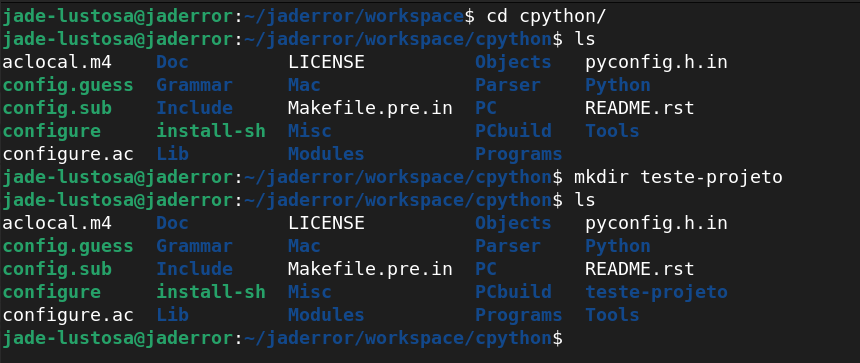 jade-lustosa@jaderror:~/jaderror/workspace$ cd cpython/
jade-lustosa@jaderror:~/jaderror/workspace/cpython$ ls
aclocal.m4    Doc         LICENSE          Objects   pyconfig.h.in
config.guess  Grammar     Mac              Parser    Python
config.sub    Include     Makefile.pre.in  PC        README.rst
configure     install-sh  Misc             PCbuild   Tools
configure.ac  Lib         Modules          Programs
jade-lustosa@jaderror:~/jaderror/workspace/cpython$ mkdir teste-projeto
jade-lustosa@jaderror:~/jaderror/workspace/cpython$ ls
aclocal.m4    Doc         LICENSE          Objects   pyconfig.h.in
config.guess  Grammar     Mac              Parser    Python
config.sub    Include     Makefile.pre.in  PC        README.rst
configure     install-sh  Misc             PCbuild   teste-projeto
configure.ac  Lib         Modules          Programs  Tools
jade-lustosa@jaderror:~/jaderror/workspace/cpython$